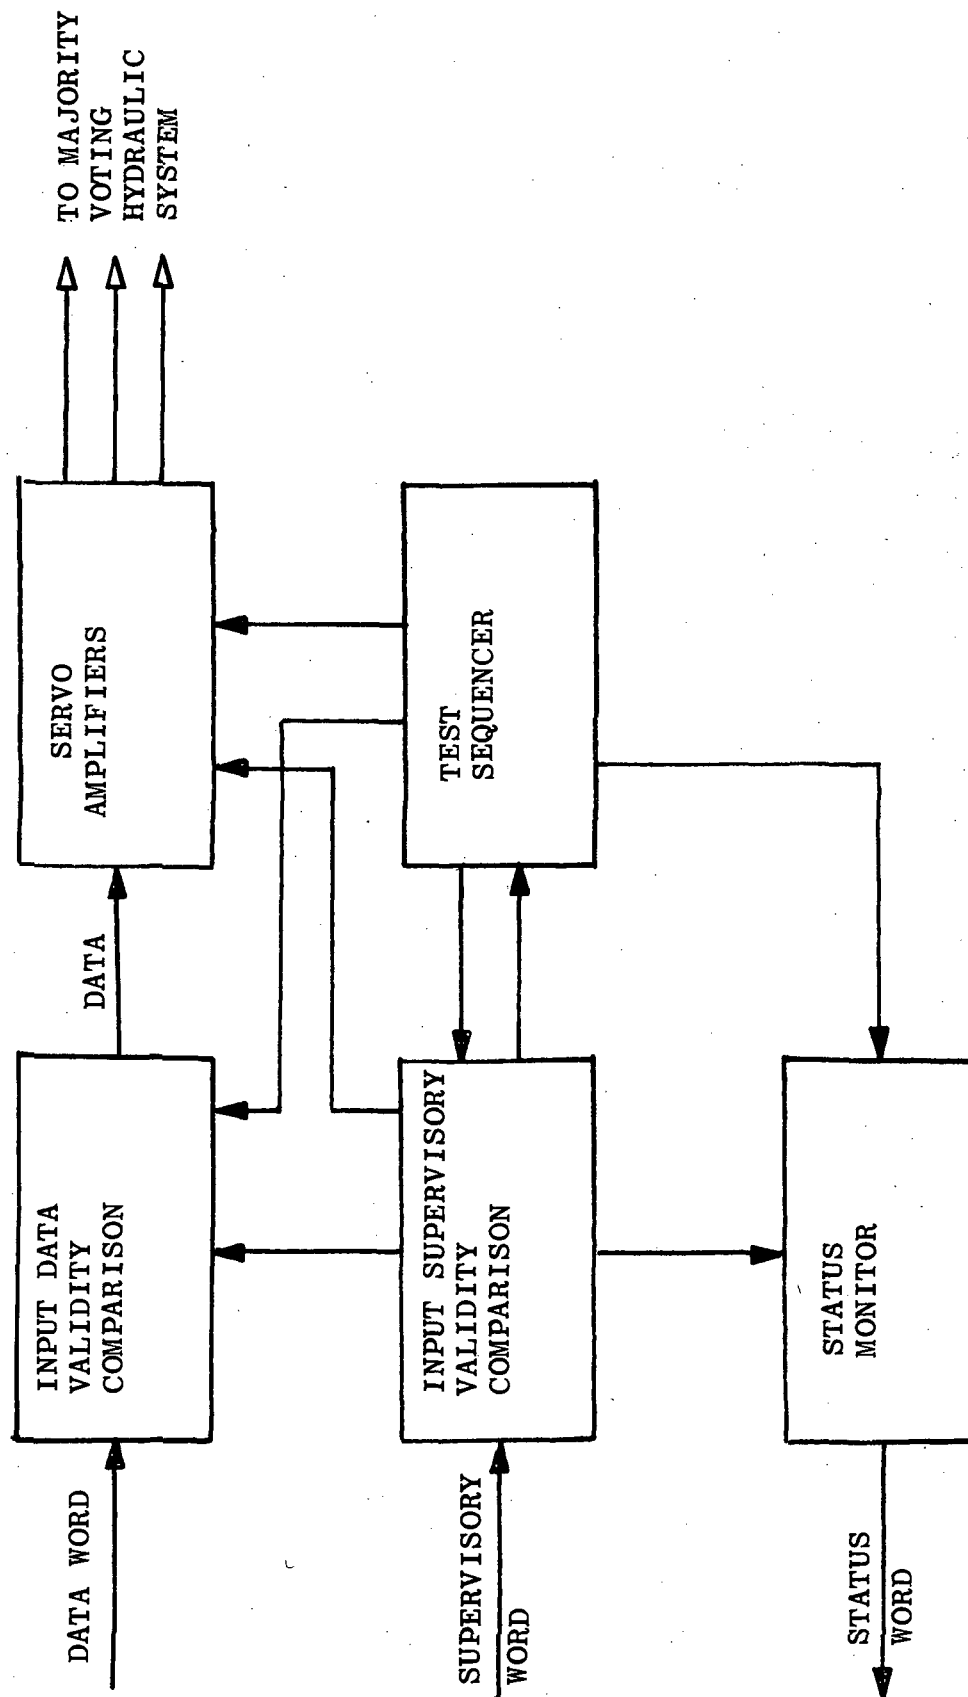 DATA WORD
INPUT DATA
VALIDITY
COMPARISON
DATA
SERVO
AMPLIFIERS
TO MAJORITY
VOTING
HYDRAULIC
SYSTEM
SUPERVISORY
WORD
INPUT SUPERVISORY
VALIDITY
COMPARISON
TEST
SEQUENCER
STATUS
WORD
STATUS
MONITOR